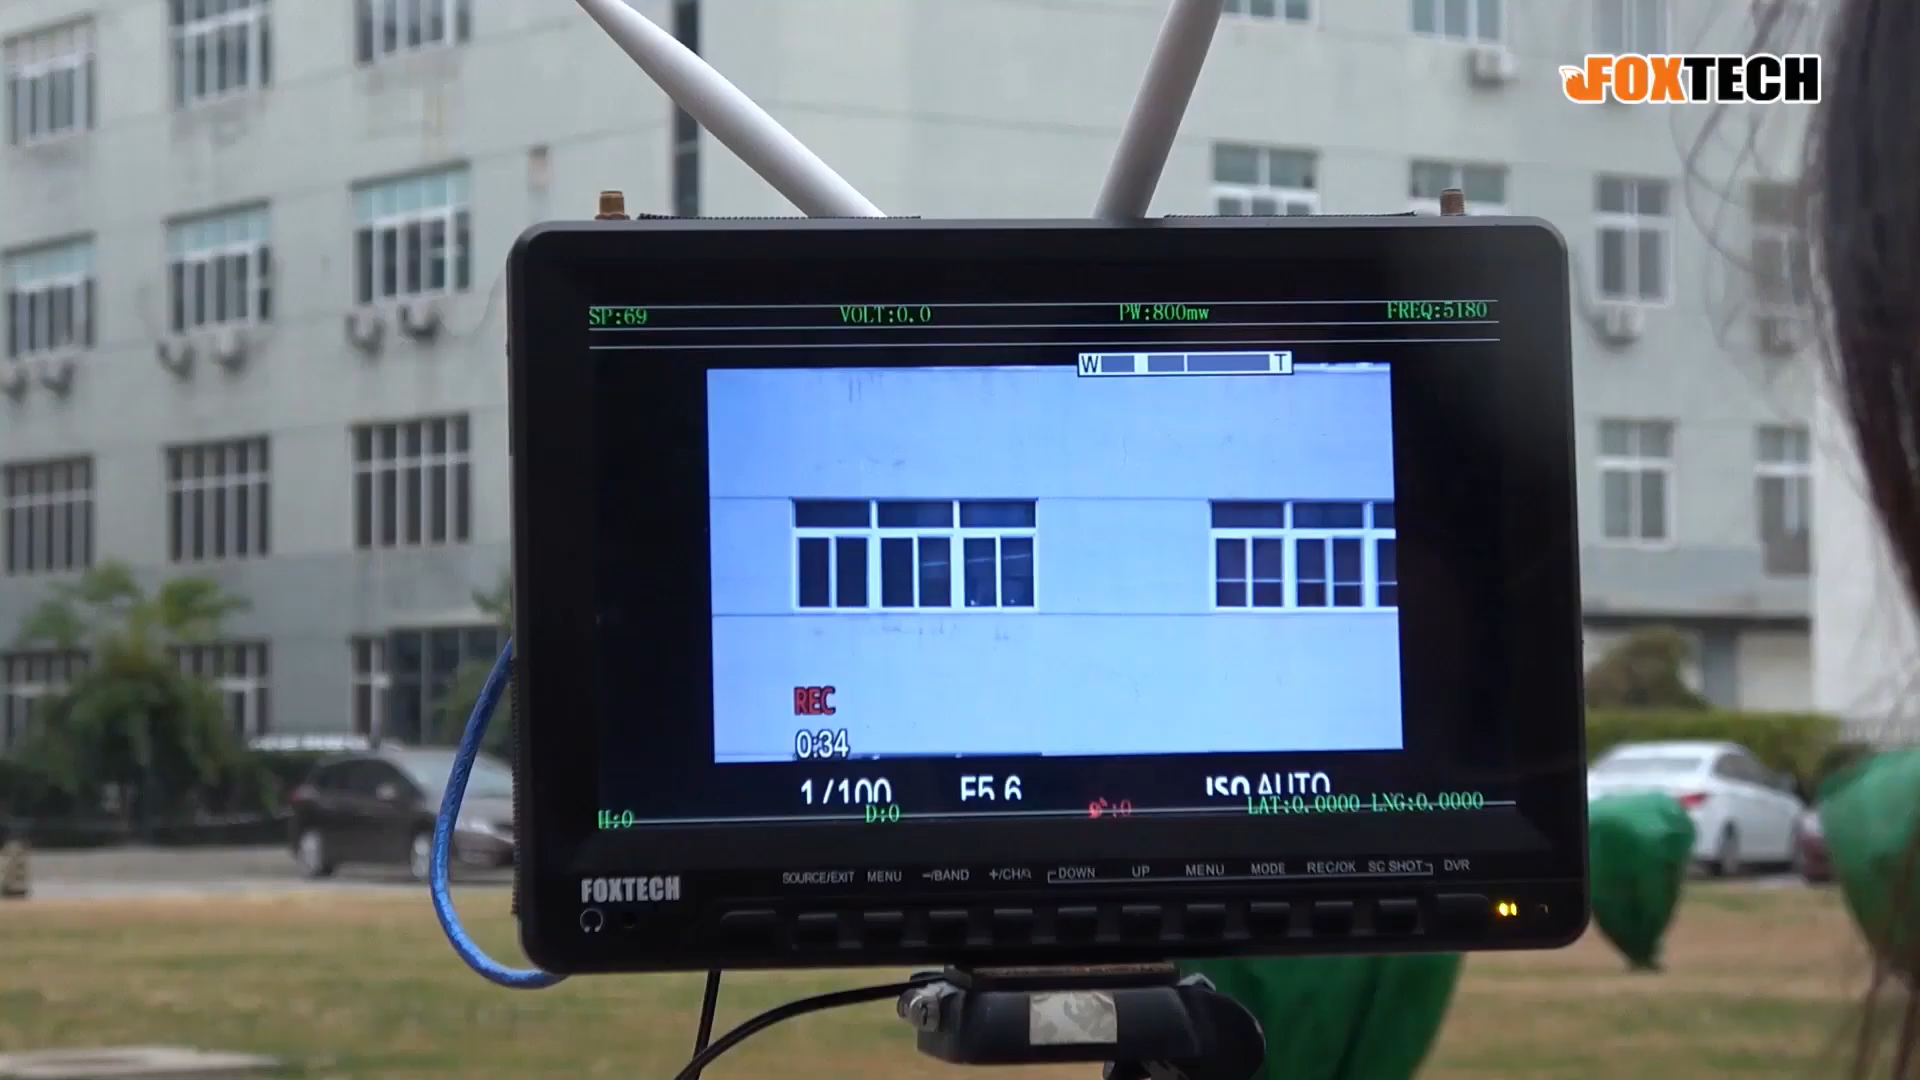 FOXTECH
SP:69 VOLT:0.0 PW:800mw FREQ:5180
W T
REC
0:34
1/100 F5.6 ISO AUTO
H:0 D:0 :0 LAT:0.0000 LNG:0.0000
SOURCE/EXIT MENU -/BAND +/CH DOWN UP MENU MODE REC/OK SC SHOT DVR
FOXTECH